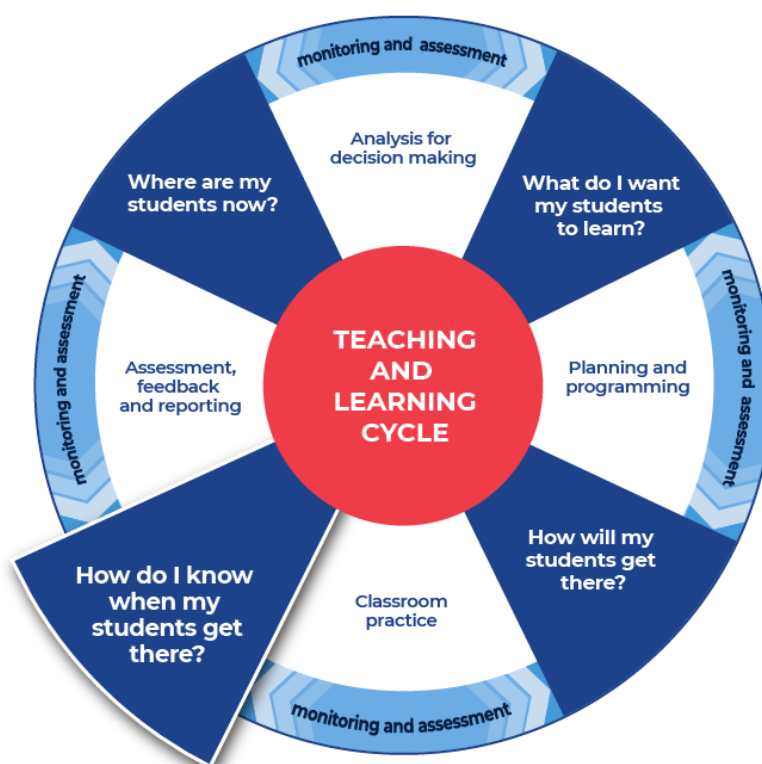 monitoring and assessment
Analysis for
decision making
What do I want
my students
to learn?
monitoring and assessment
Planning and
programming
How will my
students get
there?
Classroom
practice
monitoring and assessment
How do I know
when my
students get
there?
Assessment,
feedback
and reporting
monitoring and assessment
Where are my
students now?
TEACHING
AND
LEARNING
CYCLE